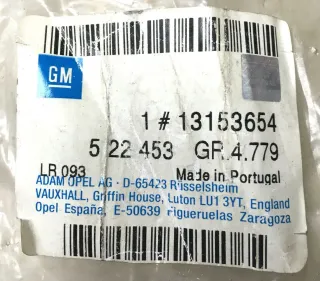 GM
1 # 13153654
5 22 453 GR.4.779
LR 093 Made in Portugal
ADAM OPEL AG · D-65423 Rüsselsheim
VAUXHALL, Griffin House, Luton LU1 3YT, England
Opel España, E-50639 Figueruelas Zaragoza